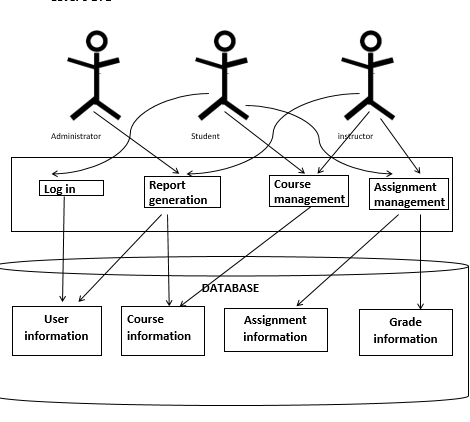 Administrator
Student
instructor
Log in
Report
generation
Course
management
Assignment
management
DATABASE
User
information
Course
information
Assignment
information
Grade
information